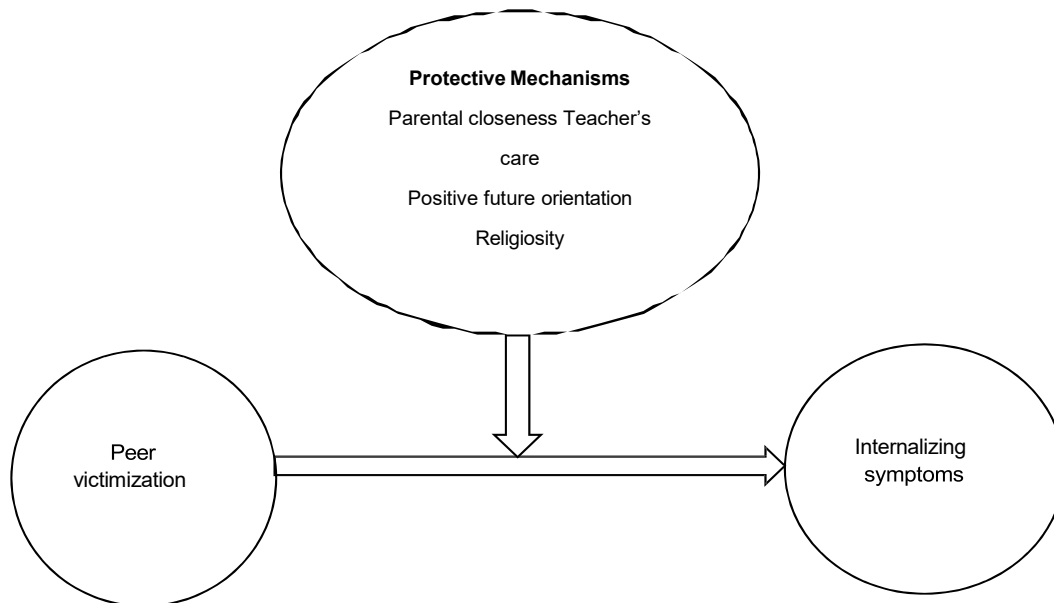 Protective Mechanisms
Parental closeness Teacher’s
care
Positive future orientation
Religiosity
Peer
victimization
Internalizing
symptoms